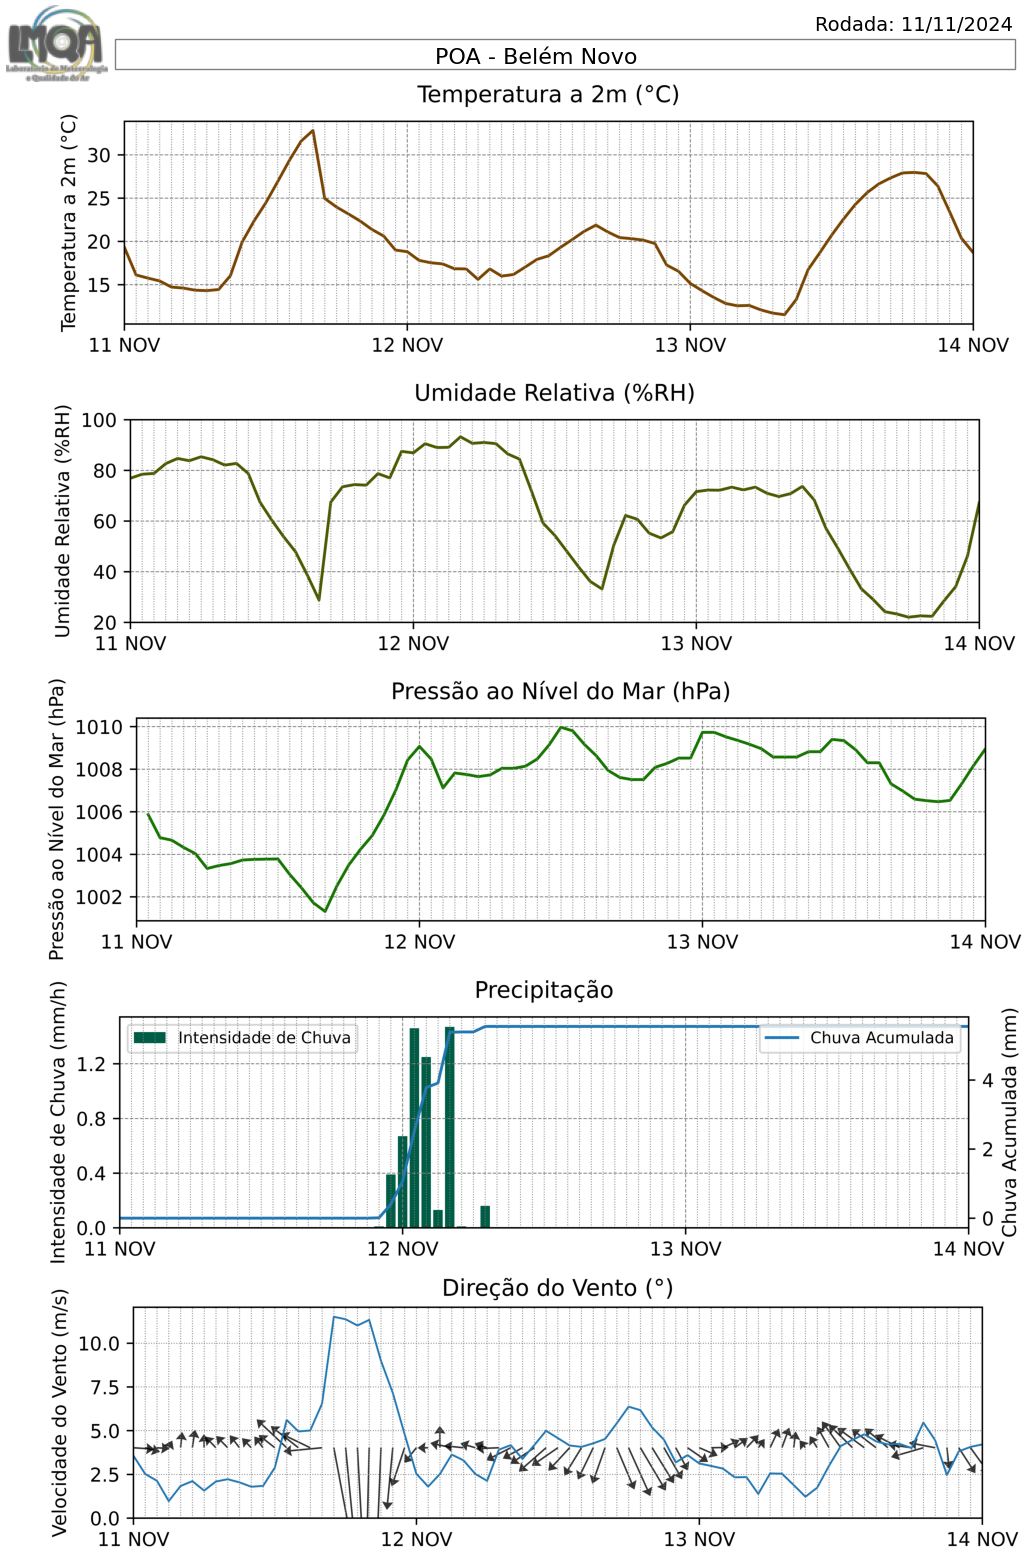 LMQA
Laboratório de Meteorologia
e Qualidade do Ar
Rodada: 11/11/2024
POA - Belém Novo
Temperatura a 2m (°C)
Temperatura a 2m (°C)
30
25
20
15
11 NOV 12 NOV 13 NOV 14 NOV
Umidade Relativa (%RH)
Umidade Relativa (%RH)
100
80
60
40
20
11 NOV 12 NOV 13 NOV 14 NOV
Pressão ao Nível do Mar (hPa)
Pressão ao Nível do Mar (hPa)
1010
1008
1006
1004
1002
11 NOV 12 NOV 13 NOV 14 NOV
Precipitação
Intensidade de Chuva (mm/h)
Intensidade de Chuva
Chuva Acumulada
Chuva Acumulada (mm)
1.2
0.8
0.4
0.0
4
2
0
11 NOV 12 NOV 13 NOV 14 NOV
Direção do Vento (°)
Velocidade do Vento (m/s)
10.0
7.5
5.0
2.5
0.0
11 NOV 12 NOV 13 NOV 14 NOV